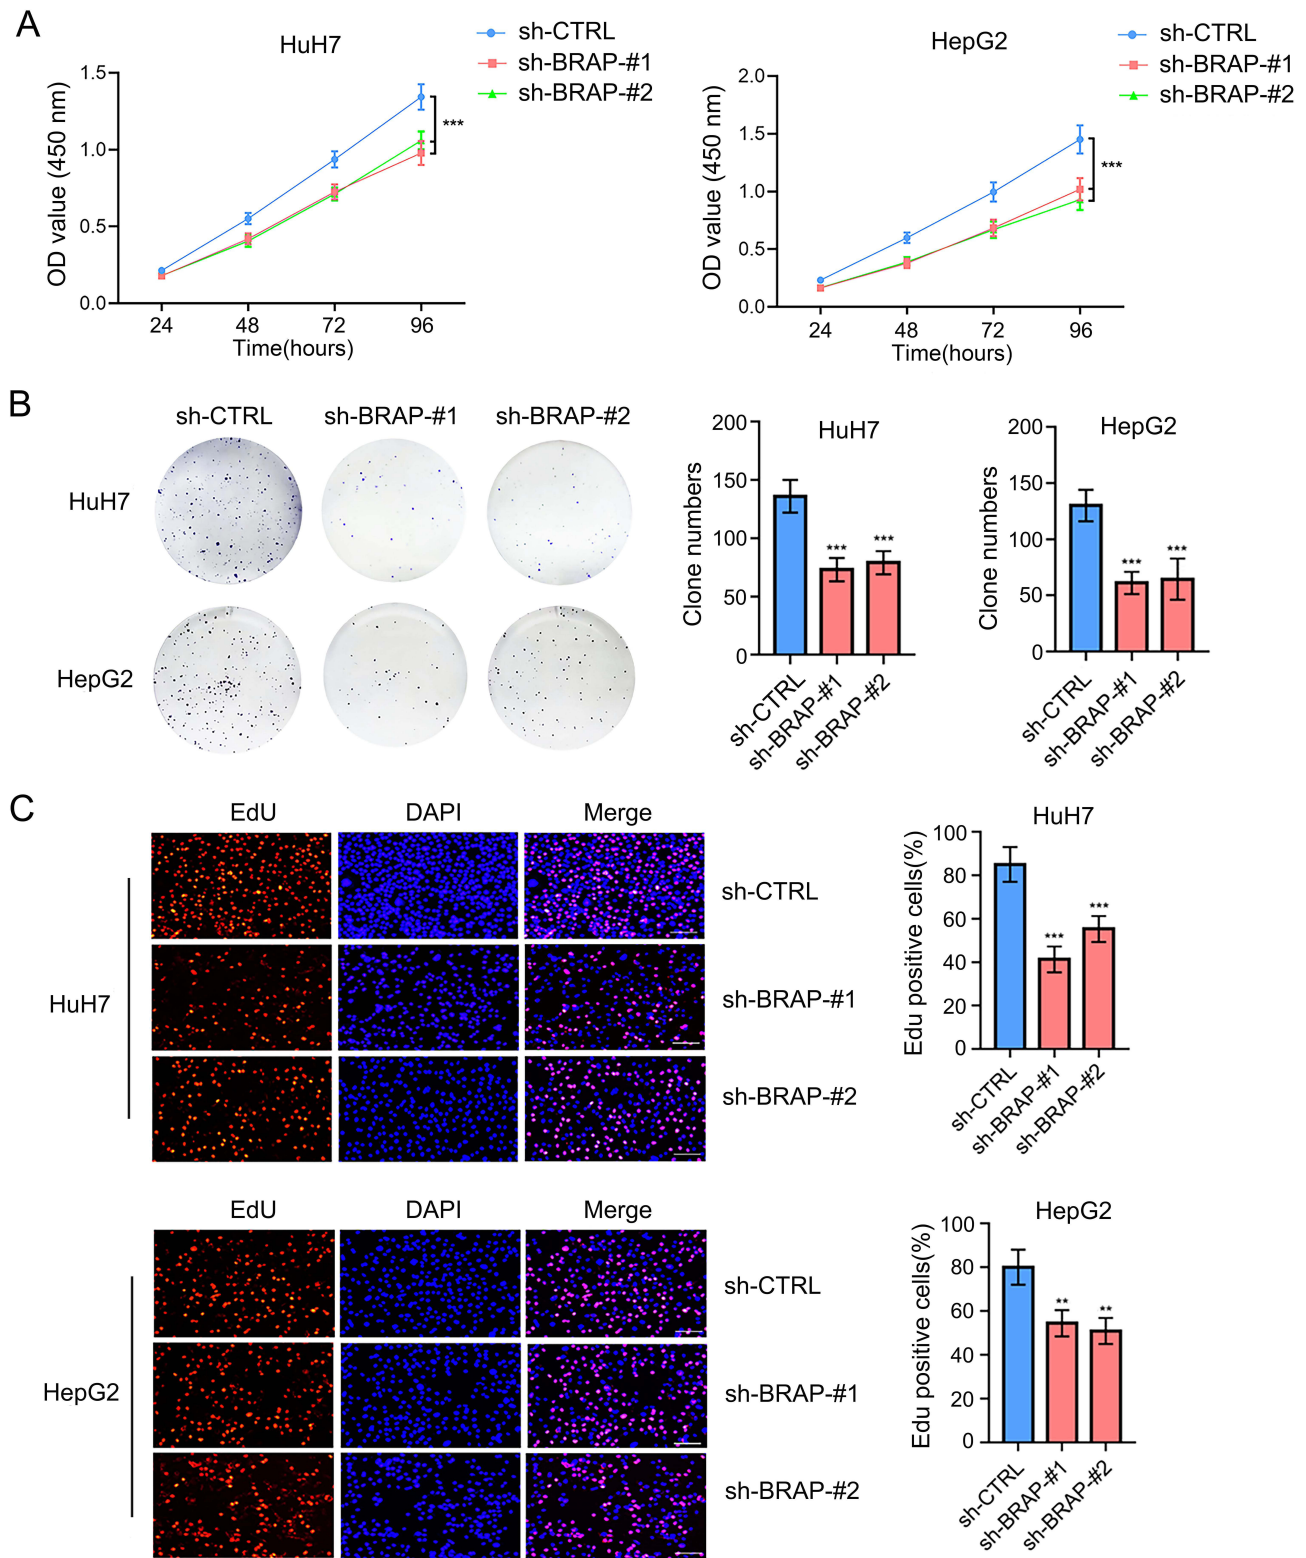 A
HuH7
sh-CTRL
sh-BRAP-#1
sh-BRAP-#2
OD value (450 nm)
1.5
1.0
0.5
0.0
***
24 48 72 96
Time(hours)
HepG2
sh-CTRL
sh-BRAP-#1
sh-BRAP-#2
OD value (450 nm)
2.0
1.5
1.0
0.5
0.0
***
24 48 72 96
Time(hours)
B
sh-CTRL sh-BRAP-#1 sh-BRAP-#2
HuH7
HepG2
HuH7
Clone numbers
200
150
100
50
0
*** ***
sh-CTRL
sh-BRAP-#1
sh-BRAP-#2
HepG2
Clone numbers
200
150
100
50
0
*** ***
sh-CTRL
sh-BRAP-#1
sh-BRAP-#2
C
EdU DAPI Merge
HuH7
sh-CTRL
sh-BRAP-#1
sh-BRAP-#2
HuH7
Edu positive cells(%)
100
80
60
40
20
0
*** ***
sh-CTRL
sh-BRAP-#1
sh-BRAP-#2
EdU DAPI Merge
HepG2
sh-CTRL
sh-BRAP-#1
sh-BRAP-#2
HepG2
Edu positive cells(%)
100
80
60
40
20
0
** **
sh-CTRL
sh-BRAP-#1
sh-BRAP-#2